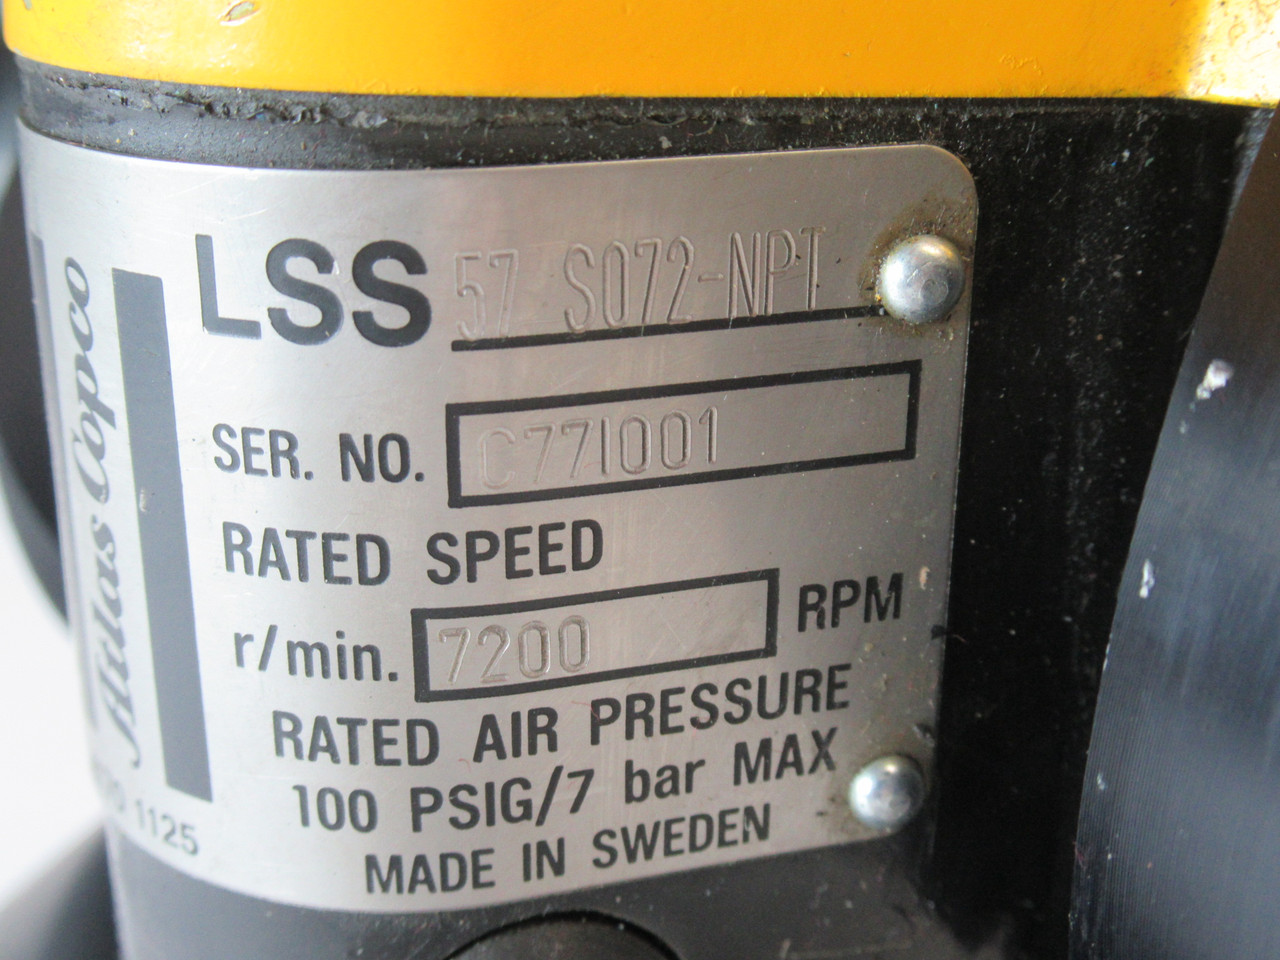 Atlas Copco
LSS 57 S072-NPT
SER. NO. C77I001
RATED SPEED
r/min. 7200 RPM
RATED AIR PRESSURE
100 PSIG/7 bar MAX
MADE IN SWEDEN
1125